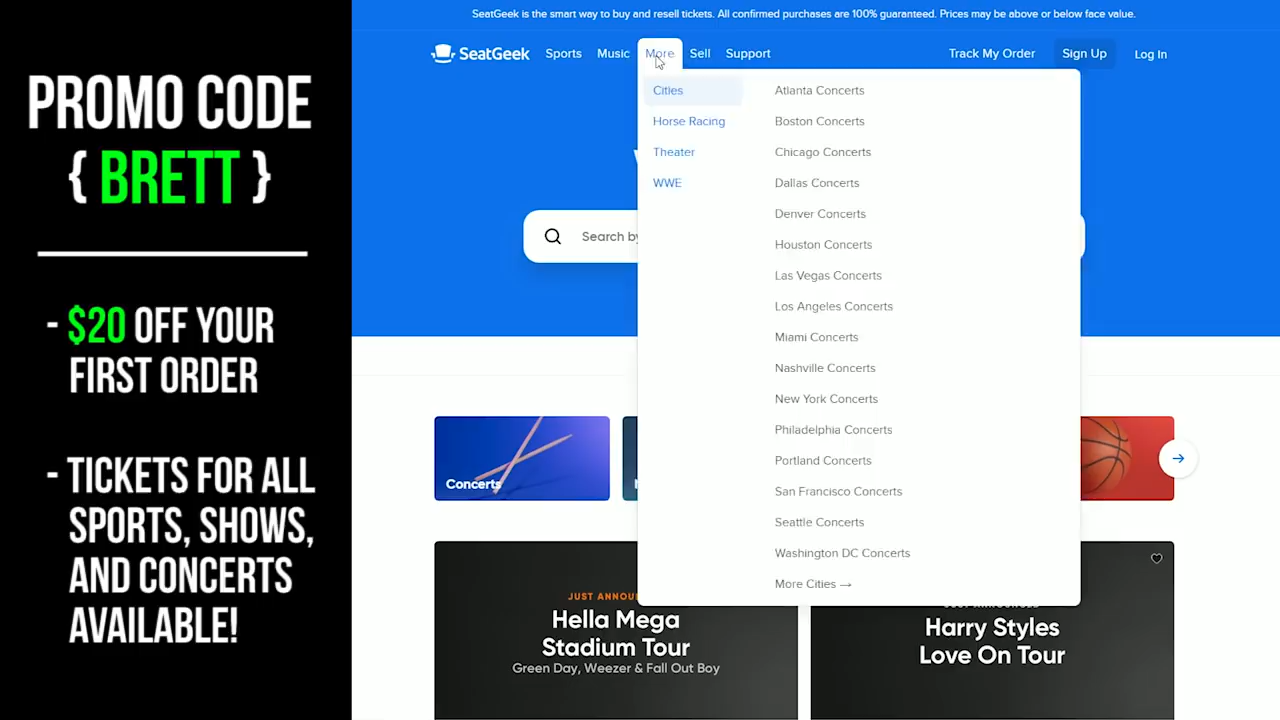 PROMO CODE
{ BRETT }
- $20 OFF YOUR
FIRST ORDER
- TICKETS FOR ALL
SPORTS, SHOWS,
AND CONCERTS
AVAILABLE!
SeatGeek is the smart way to buy and resell tickets. All confirmed purchases are 100% guaranteed. Prices may be above or below face value.
SeatGeek Sports Music More Sell Support Track My Order Sign Up Log In
Cities
Horse Racing
Theater
WWE
Atlanta Concerts
Boston Concerts
Chicago Concerts
Dallas Concerts
Denver Concerts
Houston Concerts
Las Vegas Concerts
Los Angeles Concerts
Miami Concerts
Nashville Concerts
New York Concerts
Philadelphia Concerts
Portland Concerts
San Francisco Concerts
Seattle Concerts
Washington DC Concerts
More Cities →
Search by
Concerts
JUST ANNOU
Hella Mega
Stadium Tour
Green Day, Weezer & Fall Out Boy
Harry Styles
Love On Tour